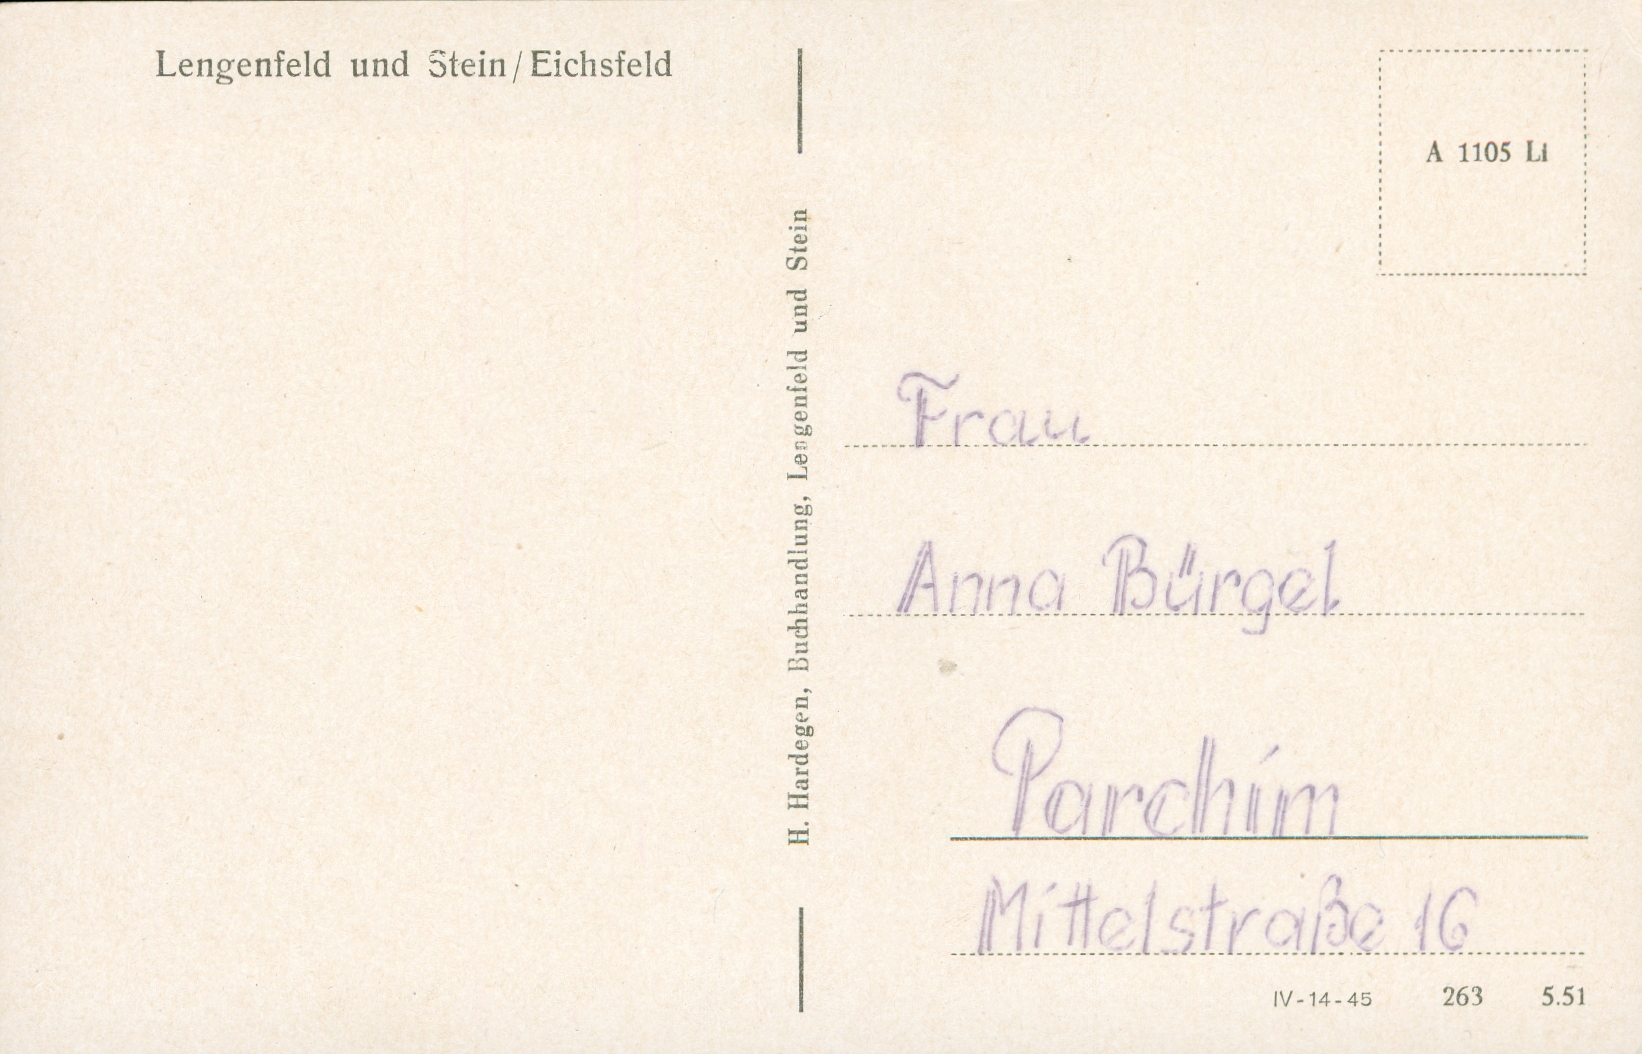 Lengenfeld und Stein/Eichsfeld
A 1105 Li
H. Hardegen, Buchhandlung, Lengenfeld und Stein
Frau
Anna Bürgel
Parchim
Mittelstraße 16
IV-14-45 263 5.51